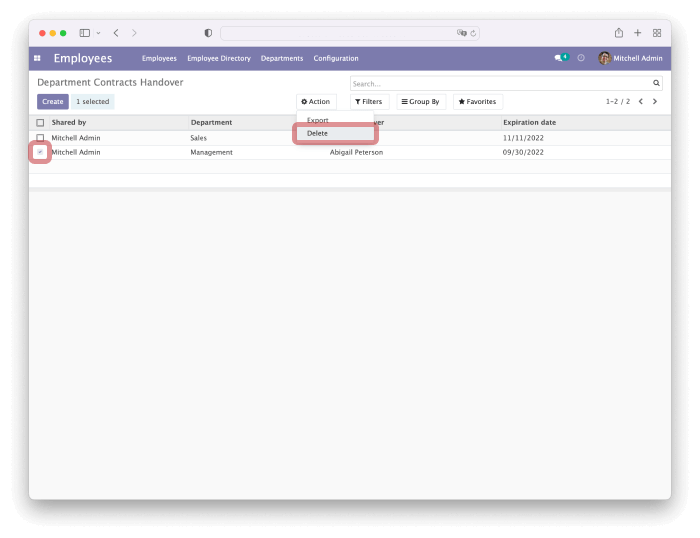 Employees Employees Employee Directory Departments Configuration 4 Mitchell Admin
Department Contracts Handover Search...
Create 1 selected Action Filters Group By Favorites 1-2 / 2
Shared by Department ver Expiration date
Export
Mitchell Admin Sales Delete 11/11/2022
Mitchell Admin Management Abigail Peterson 09/30/2022